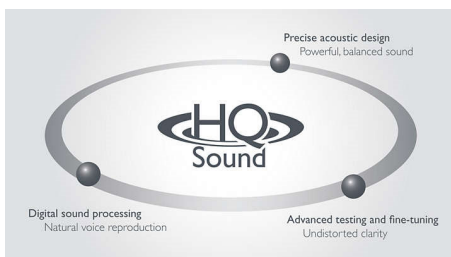 Precise acoustic design
Powerful, balanced sound
HQ
Sound
Digital sound processing
Natural voice reproduction
Advanced testing and fine-tuning
Undistorted clarity